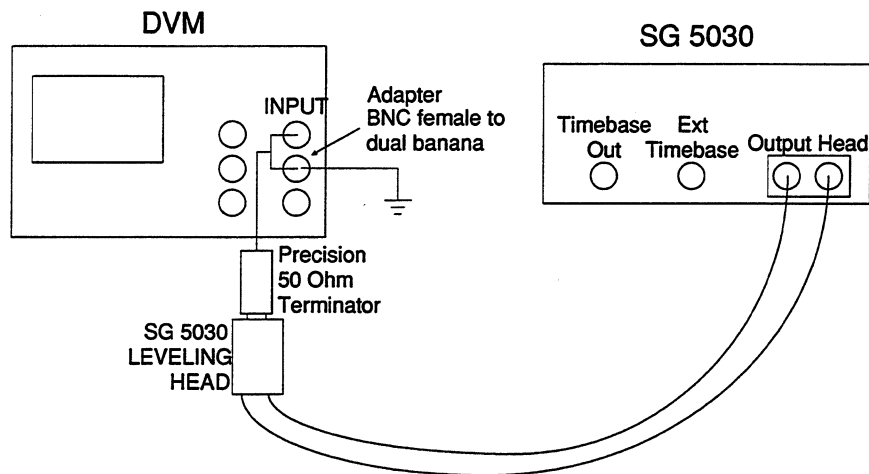 DVM
INPUT
Adapter
BNC female to
dual banana
SG 5030
Timebase
Out
Ext
Timebase
Output Head
Precision
50 Ohm
Terminator
SG 5030
LEVELING
HEAD